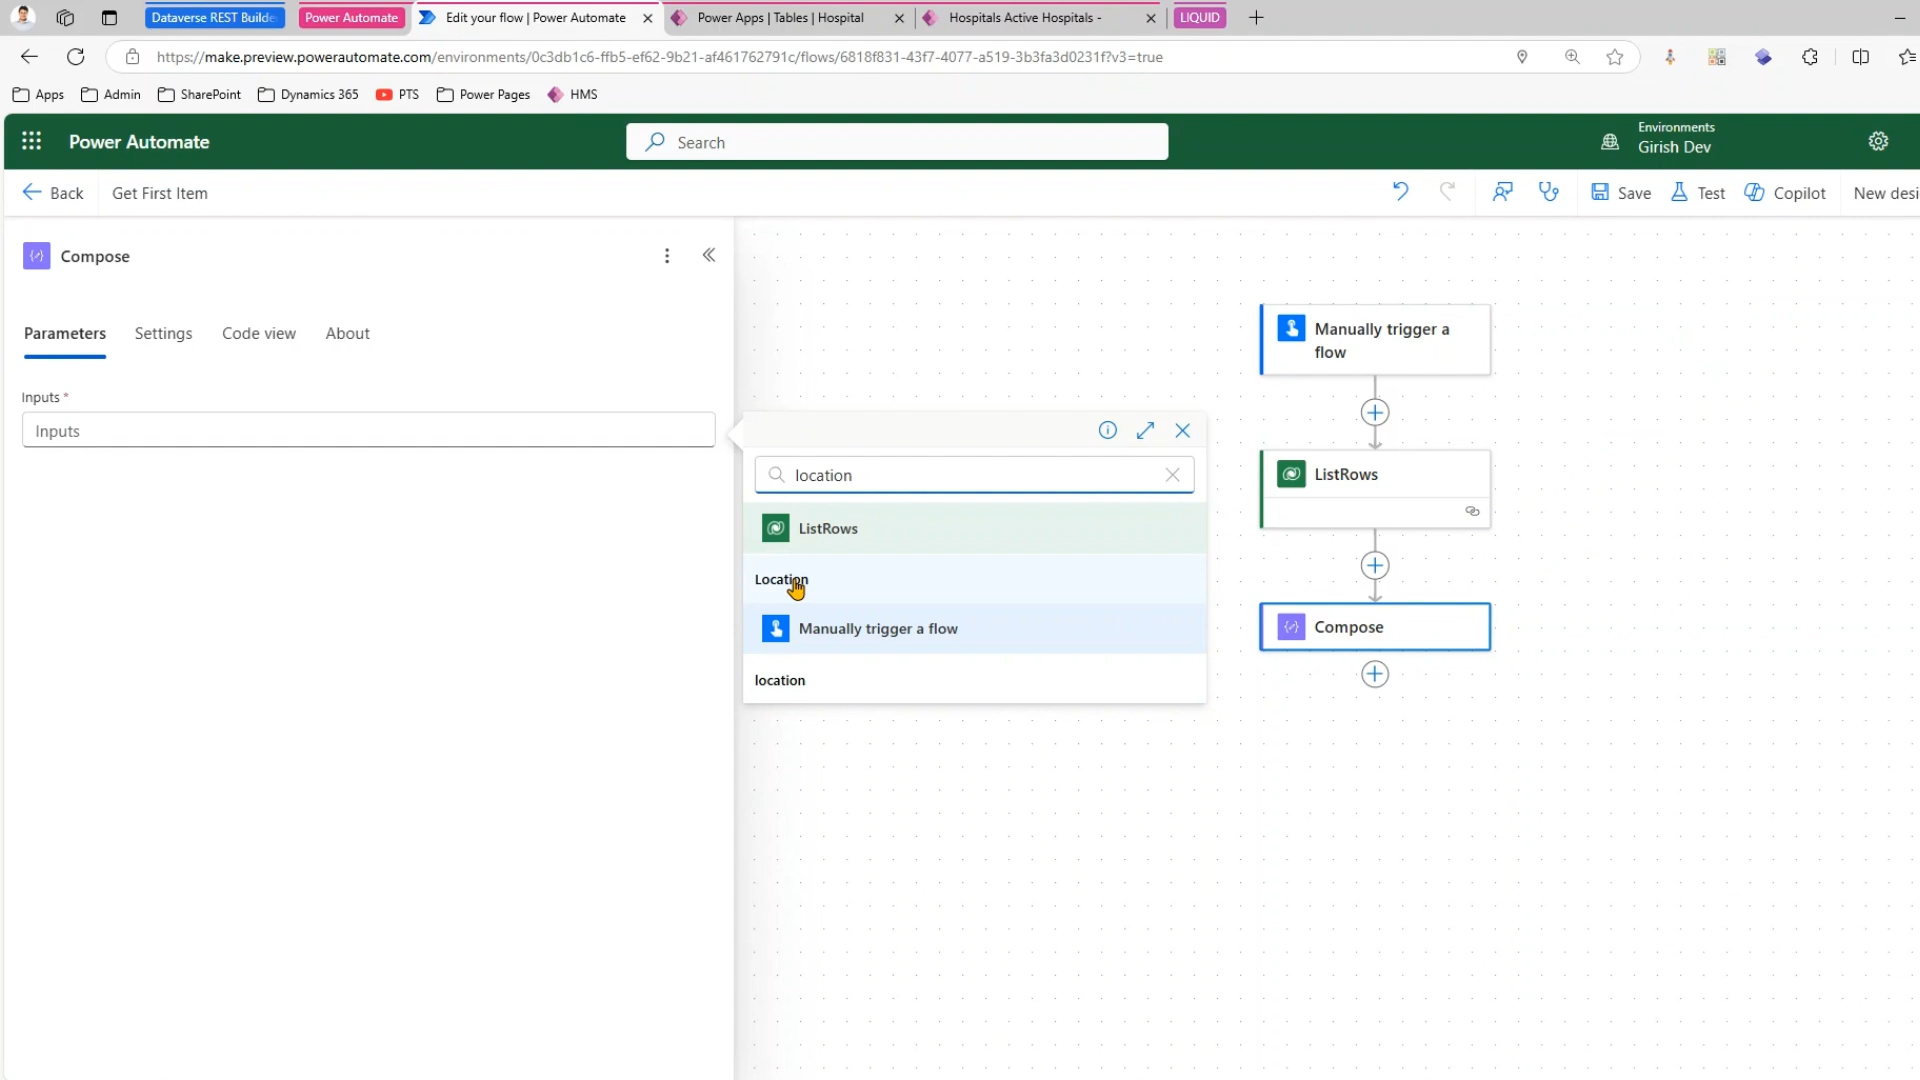 Dataverse REST Builde
Power Automate
Edit your flow | Power Automate
Power Apps | Tables | Hospital
Hospitals Active Hospitals -
LIQUID
https://make.preview.powerautomate.com/environments/0c3db1c6-ffb5-ef62-9b21-af461762791c/flows/6818f831-43f7-4077-a519-3b3fa3d0231f?v3=true
Apps
Admin
SharePoint
Dynamics 365
PTS
Power Pages
HMS
Power Automate
Search
Environments
Girish Dev
Back
Get First Item
Save
Test
Copilot
New desi
Compose
Parameters
Settings
Code view
About
Inputs *
Inputs
location
ListRows
Location
Manually trigger a flow
location
Manually trigger a
flow
ListRows
Compose